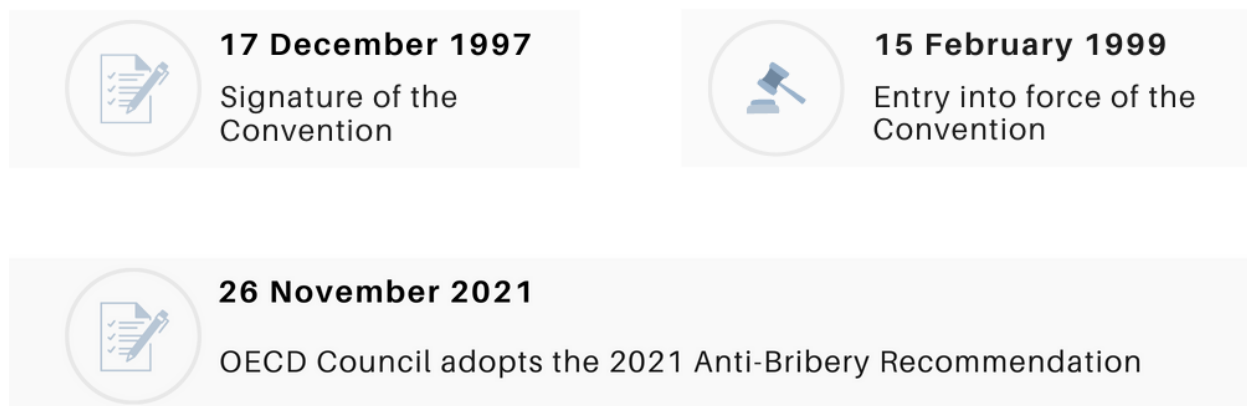 17 December 1997
Signature of the
Convention
15 February 1999
Entry into force of the
Convention
26 November 2021
OECD Council adopts the 2021 Anti-Bribery Recommendation